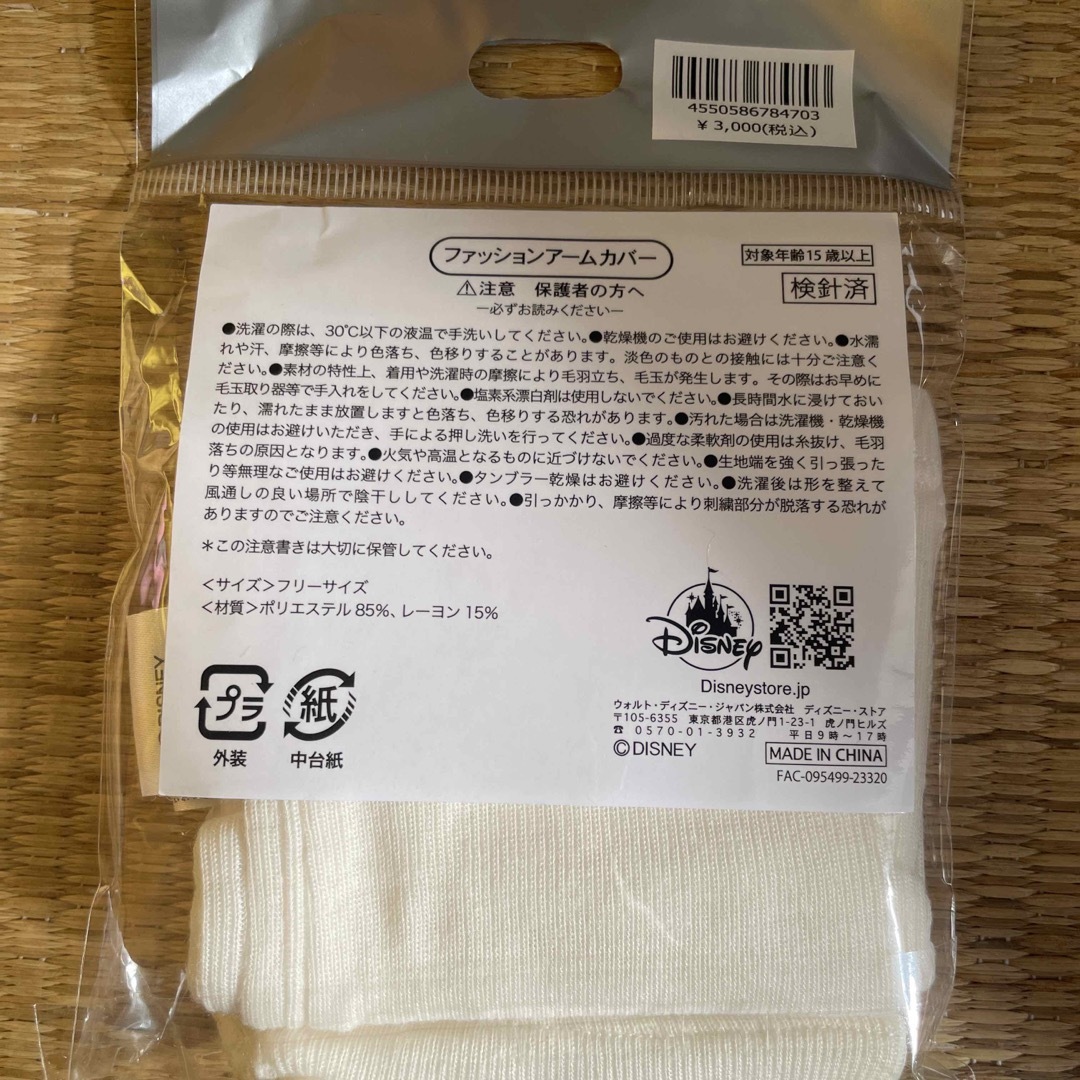 4550586784703
¥3,000(税込)
ファッションアームカバー
対象年齢15歳以上
⚠注意 保護者の方へ
検針済
―必ずお読みください―
●洗濯の際は、30℃以下の液温で手洗いしてください。●乾燥機のご使用はお避けください。●水濡
れや汗、摩擦等により色落ち、色移りすることがあります。淡色のものとの接触には十分ご注意く
ださい。●素材の特性上、着用や洗濯時の摩擦により毛羽立ち、毛玉が発生します。その際はお早めに
毛玉取り器等で手入れをしてください。●塩素系漂白剤は使用しないでください。●長時間水に浸けておい
たり、濡れたまま放置しますと色落ち、色移りする恐れがあります。●汚れた場合は洗濯機・乾燥機
の使用はお避けいただき、手による押し洗いを行ってください。●過度な柔軟剤の使用は糸抜け、毛羽
落ちの原因となります。●火気や高温となるものに近づけないでください。●生地端を強く引っ張った
り等無理なご使用はお避けください。●タンブラー乾燥はお避けください。●洗濯後は形を整えて
風通しの良い場所で陰干ししてください。●引っかかり、摩擦等により刺繍部分が脱落する恐れが
ありますのでご注意ください。
＊この注意書きは大切に保管してください。
＜サイズ＞フリーサイズ
＜材質＞ポリエステル85％、レーヨン15％
プラ
外装
紙
中台紙
DISNEY
Disneystore.jp
ウォルト・ディズニー・ジャパン株式会社 ディズニー・ストア
〒105-6355 東京都港区虎ノ門1-23-1 虎ノ門ヒルズ
☎0570-01-3932 平日9時～17時
©DISNEY
MADE IN CHINA
FAC-095499-23320
DISNEY